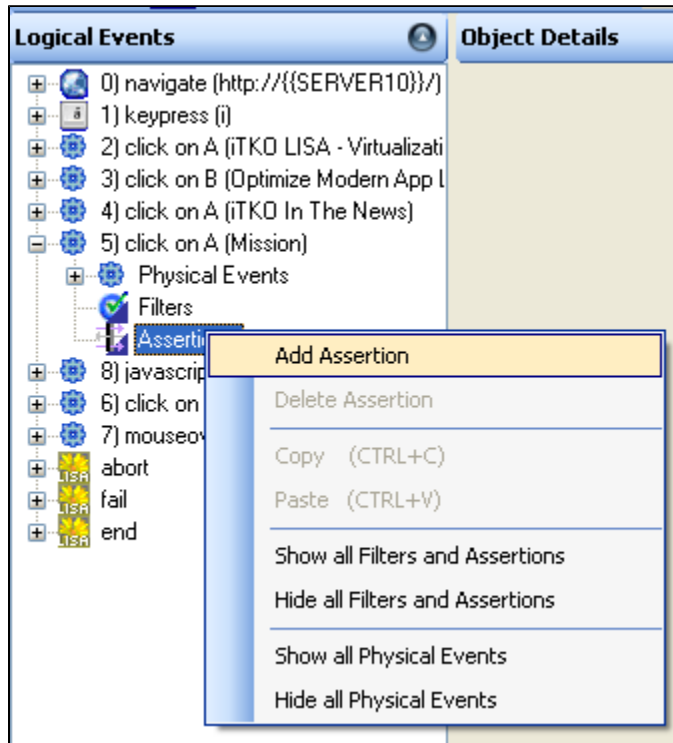 Logical Events
Object Details
0) navigate (http://{{SERVER10}}/)
1) keypress (i)
2) click on A (iTKO LISA - Virtualizati
3) click on B (Optimize Modern App L
4) click on A (iTKO In The News)
5) click on A (Mission)
Physical Events
Filters
Asserti
Add Assertion
8) javascrip
Delete Assertion
6) click on
7) mouseov
Copy (CTRL+C)
LISA abort
Paste (CTRL+V)
LISA fail
LISA end
Show all Filters and Assertions
Hide all Filters and Assertions
Show all Physical Events
Hide all Physical Events